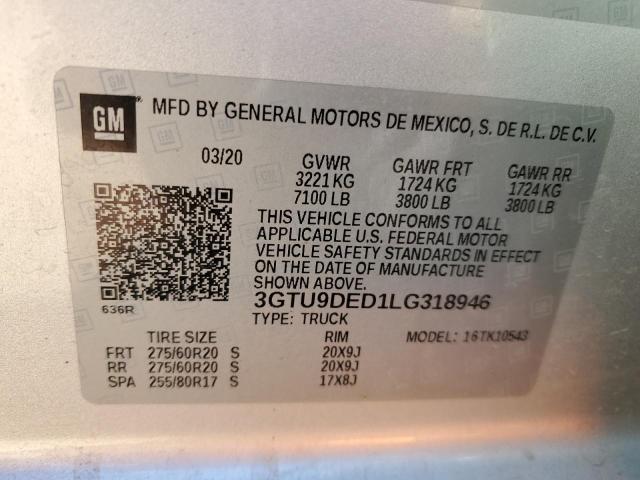 GM
MFD BY GENERAL MOTORS DE MEXICO, S. DE R.L. DE C.V.
03/20 GVWR GAWR FRT GAWR RR
3221 KG 1724 KG 1724 KG
7100 LB 3800 LB 3800 LB
THIS VEHICLE CONFORMS TO ALL
APPLICABLE U.S. FEDERAL MOTOR
VEHICLE SAFETY STANDARDS IN EFFECT
ON THE DATE OF MANUFACTURE
SHOWN ABOVE.
3GTU9DED1LG318946
636R
TYPE: TRUCK
TIRE SIZE RIM MODEL: 16TK10543
FRT 275/60R20 S 20X9J
RR 275/60R20 S 20X9J
SPA 255/80R17 S 17X8J